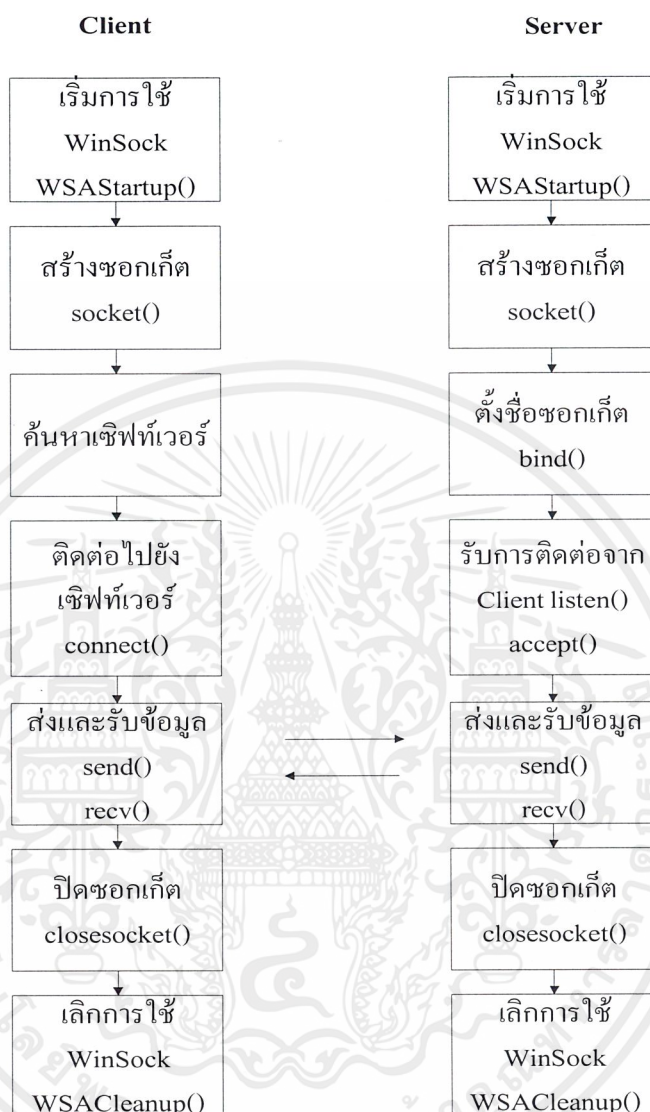 Client
เริ่มการใช้
WinSock
WSAStartup()
สร้างซอกเก็ต
socket()
ค้นหาเซิฟท์เวอร์
ติดต่อไปยัง
เซิฟท์เวอร์
connect()
ส่งและรับข้อมูล
send()
recv()
ปิดซอกเก็ต
closesocket()
เลิกการใช้
WinSock
WSACleanup()
Server
เริ่มการใช้
WinSock
WSAStartup()
สร้างซอกเก็ต
socket()
ตั้งชื่อซอกเก็ต
bind()
รับการติดต่อจาก
Client listen()
accept()
ส่งและรับข้อมูล
send()
recv()
ปิดซอกเก็ต
closesocket()
เลิกการใช้
WinSock
WSACleanup()